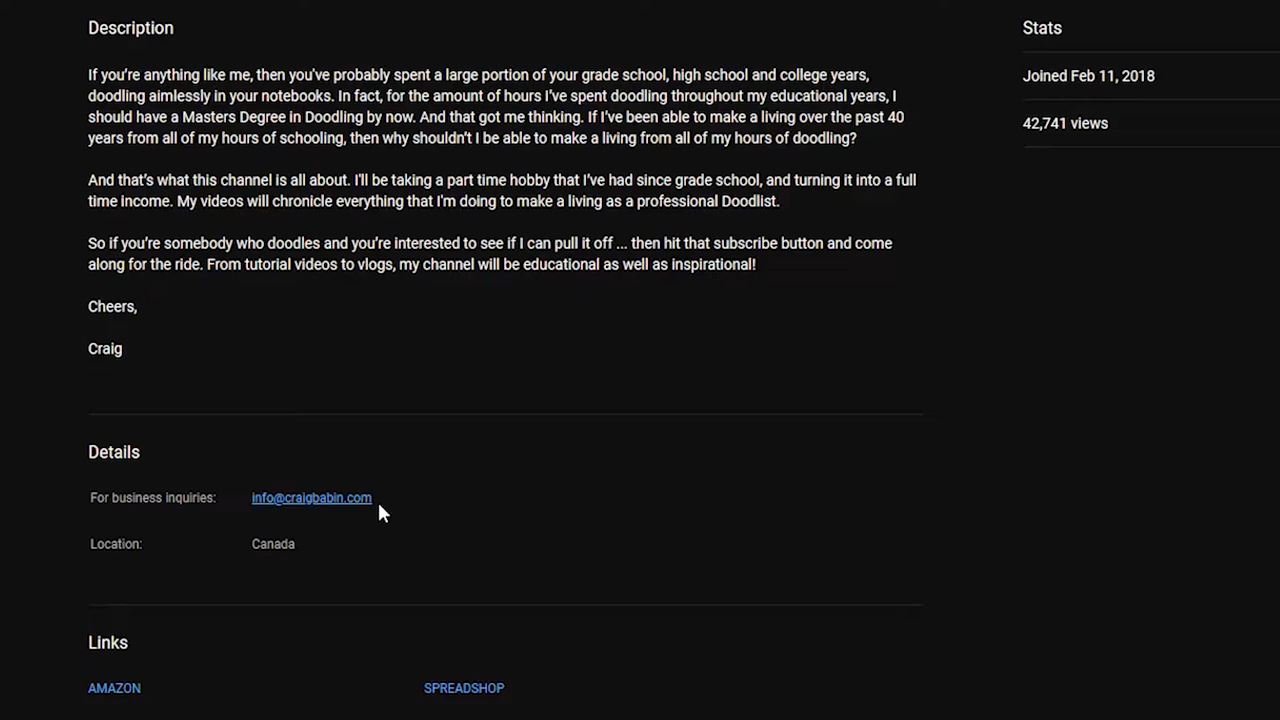 Description
If you're anything like me, then you've probably spent a large portion of your grade school, high school and college years,
doodling aimlessly in your notebooks. In fact, for the amount of hours I've spent doodling throughout my educational years, I
should have a Masters Degree in Doodling by now. And that got me thinking. If I've been able to make a living over the past 40
years from all of my hours of schooling, then why shouldn't I be able to make a living from all of my hours of doodling?
And that's what this channel is all about. I'll be taking a part time hobby that I've had since grade school, and turning it into a full
time income. My videos will chronicle everything that I'm doing to make a living as a professional Doodlist.
So if you're somebody who doodles and you're interested to see if I can pull it off ... then hit that subscribe button and come
along for the ride. From tutorial videos to vlogs, my channel will be educational as well as inspirational!
Cheers,
Craig
Details
For business inquiries: info@craigbabin.com
Location: Canada
Links
AMAZON SPREADSHOP
Stats
Joined Feb 11, 2018
42,741 views